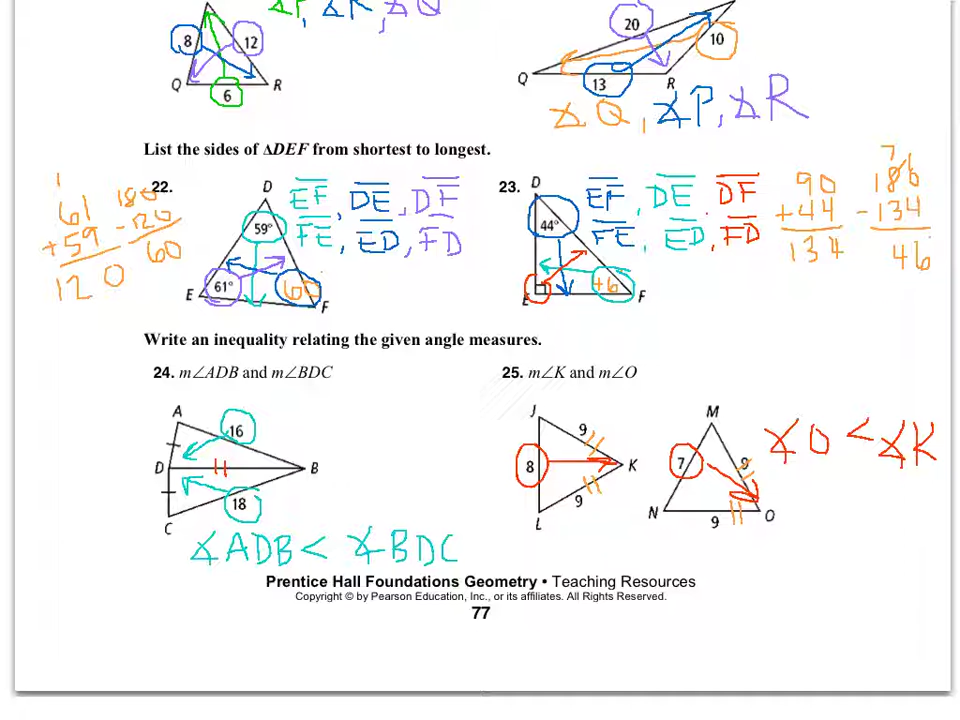 ∡P, ∡R, ∡Q
8 12
Q 6 R
20
10
Q 13 R
∡Q, ∡P, ∡R
List the sides of ΔDEF from shortest to longest.
22.
1
61
+59
120
180
-120
60
D
59°
61°
60
E F
EF, DE, DF
FE, ED, FD
23.
D
44°
46
E F
EF, DE, DF
FE, ED, FD
90
+44
134
7
180
-134
46
Write an inequality relating the given angle measures.
24. m∠ADB and m∠BDC
A
16
D B
18
C
∡ADB < ∡BDC
25. m∠K and m∠O
J
9
8 K
9
L
M
7 9
N 9 O
∡O < ∡K
Prentice Hall Foundations Geometry • Teaching Resources
Copyright © by Pearson Education, Inc., or its affiliates. All Rights Reserved.
77